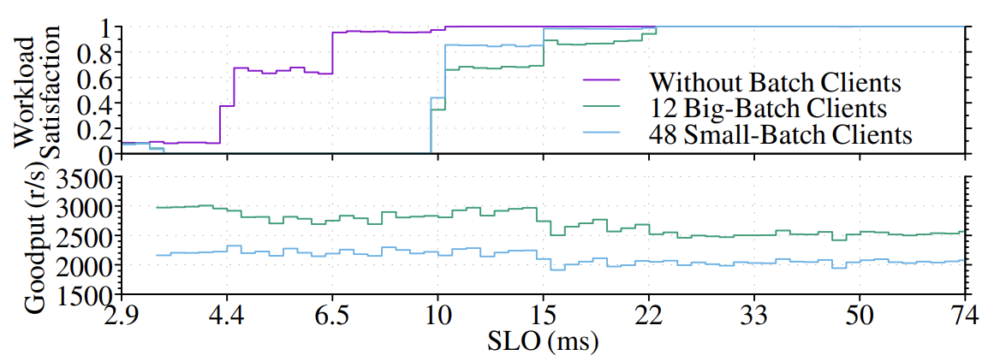 Workload
Satisfaction
1
0.8
0.6
0.4
0.2
0
Without Batch Clients
12 Big-Batch Clients
48 Small-Batch Clients
Goodput (r/s)
3500
3000
2500
2000
1500
2.9 4.4 6.5 10 15 22 33 50 74
SLO (ms)